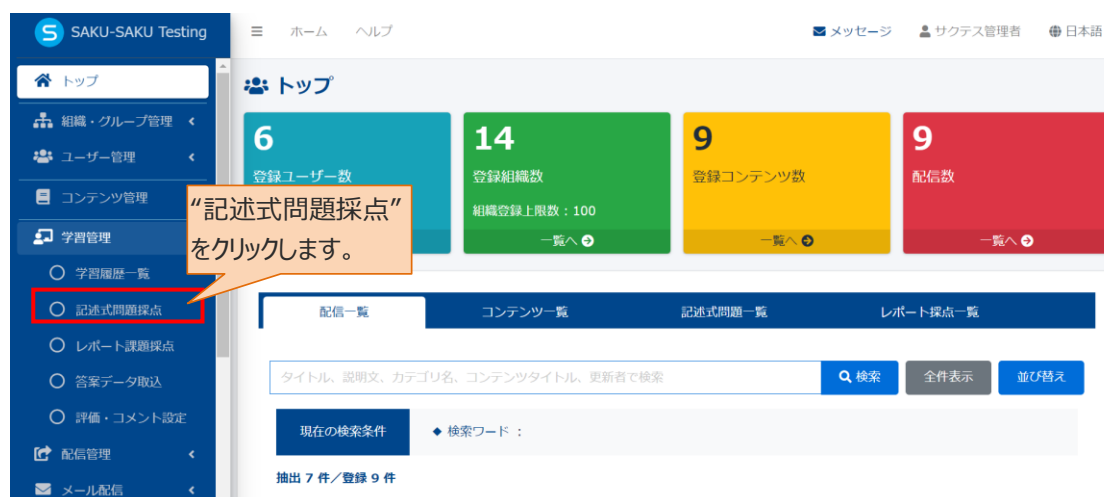 SAKU-SAKU Testing
ホーム ヘルプ
メッセージ サクテス管理者 日本語
トップ
組織・グループ管理
ユーザー管理
コンテンツ管理
学習管理
学習履歴一覧
記述式問題採点
レポート課題採点
答案データ取込
評価・コメント設定
配信管理
メール配信
トップ
6
登録ユーザー数
14
登録組織数
組織登録上限数：100
一覧へ
9
登録コンテンツ数
一覧へ
9
配信数
一覧へ
“記述式問題採点”
をクリックします。
配信一覧 コンテンツ一覧 記述式問題一覧 レポート採点一覧
タイトル、説明文、カテゴリ名、コンテンツタイトル、更新者で検索 検索 全件表示 並び替え
現在の検索条件 ◆ 検索ワード ：
抽出 7 件／登録 9 件